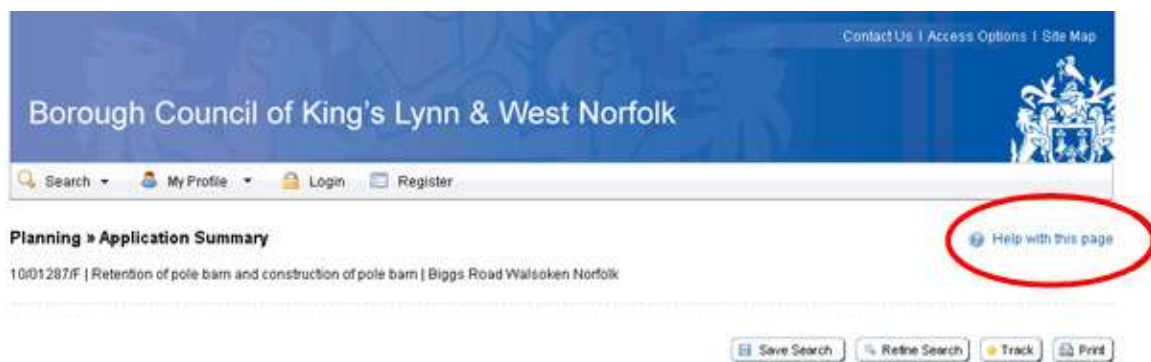 Contact Us | Access Options | Site Map
Borough Council of King's Lynn & West Norfolk
Search My Profile Login Register
Planning » Application Summary
Help with this page
10/01287/F | Retention of pole barn and construction of pole barn | Biggs Road Walsoken Norfolk
Save Search Refine Search Track Print